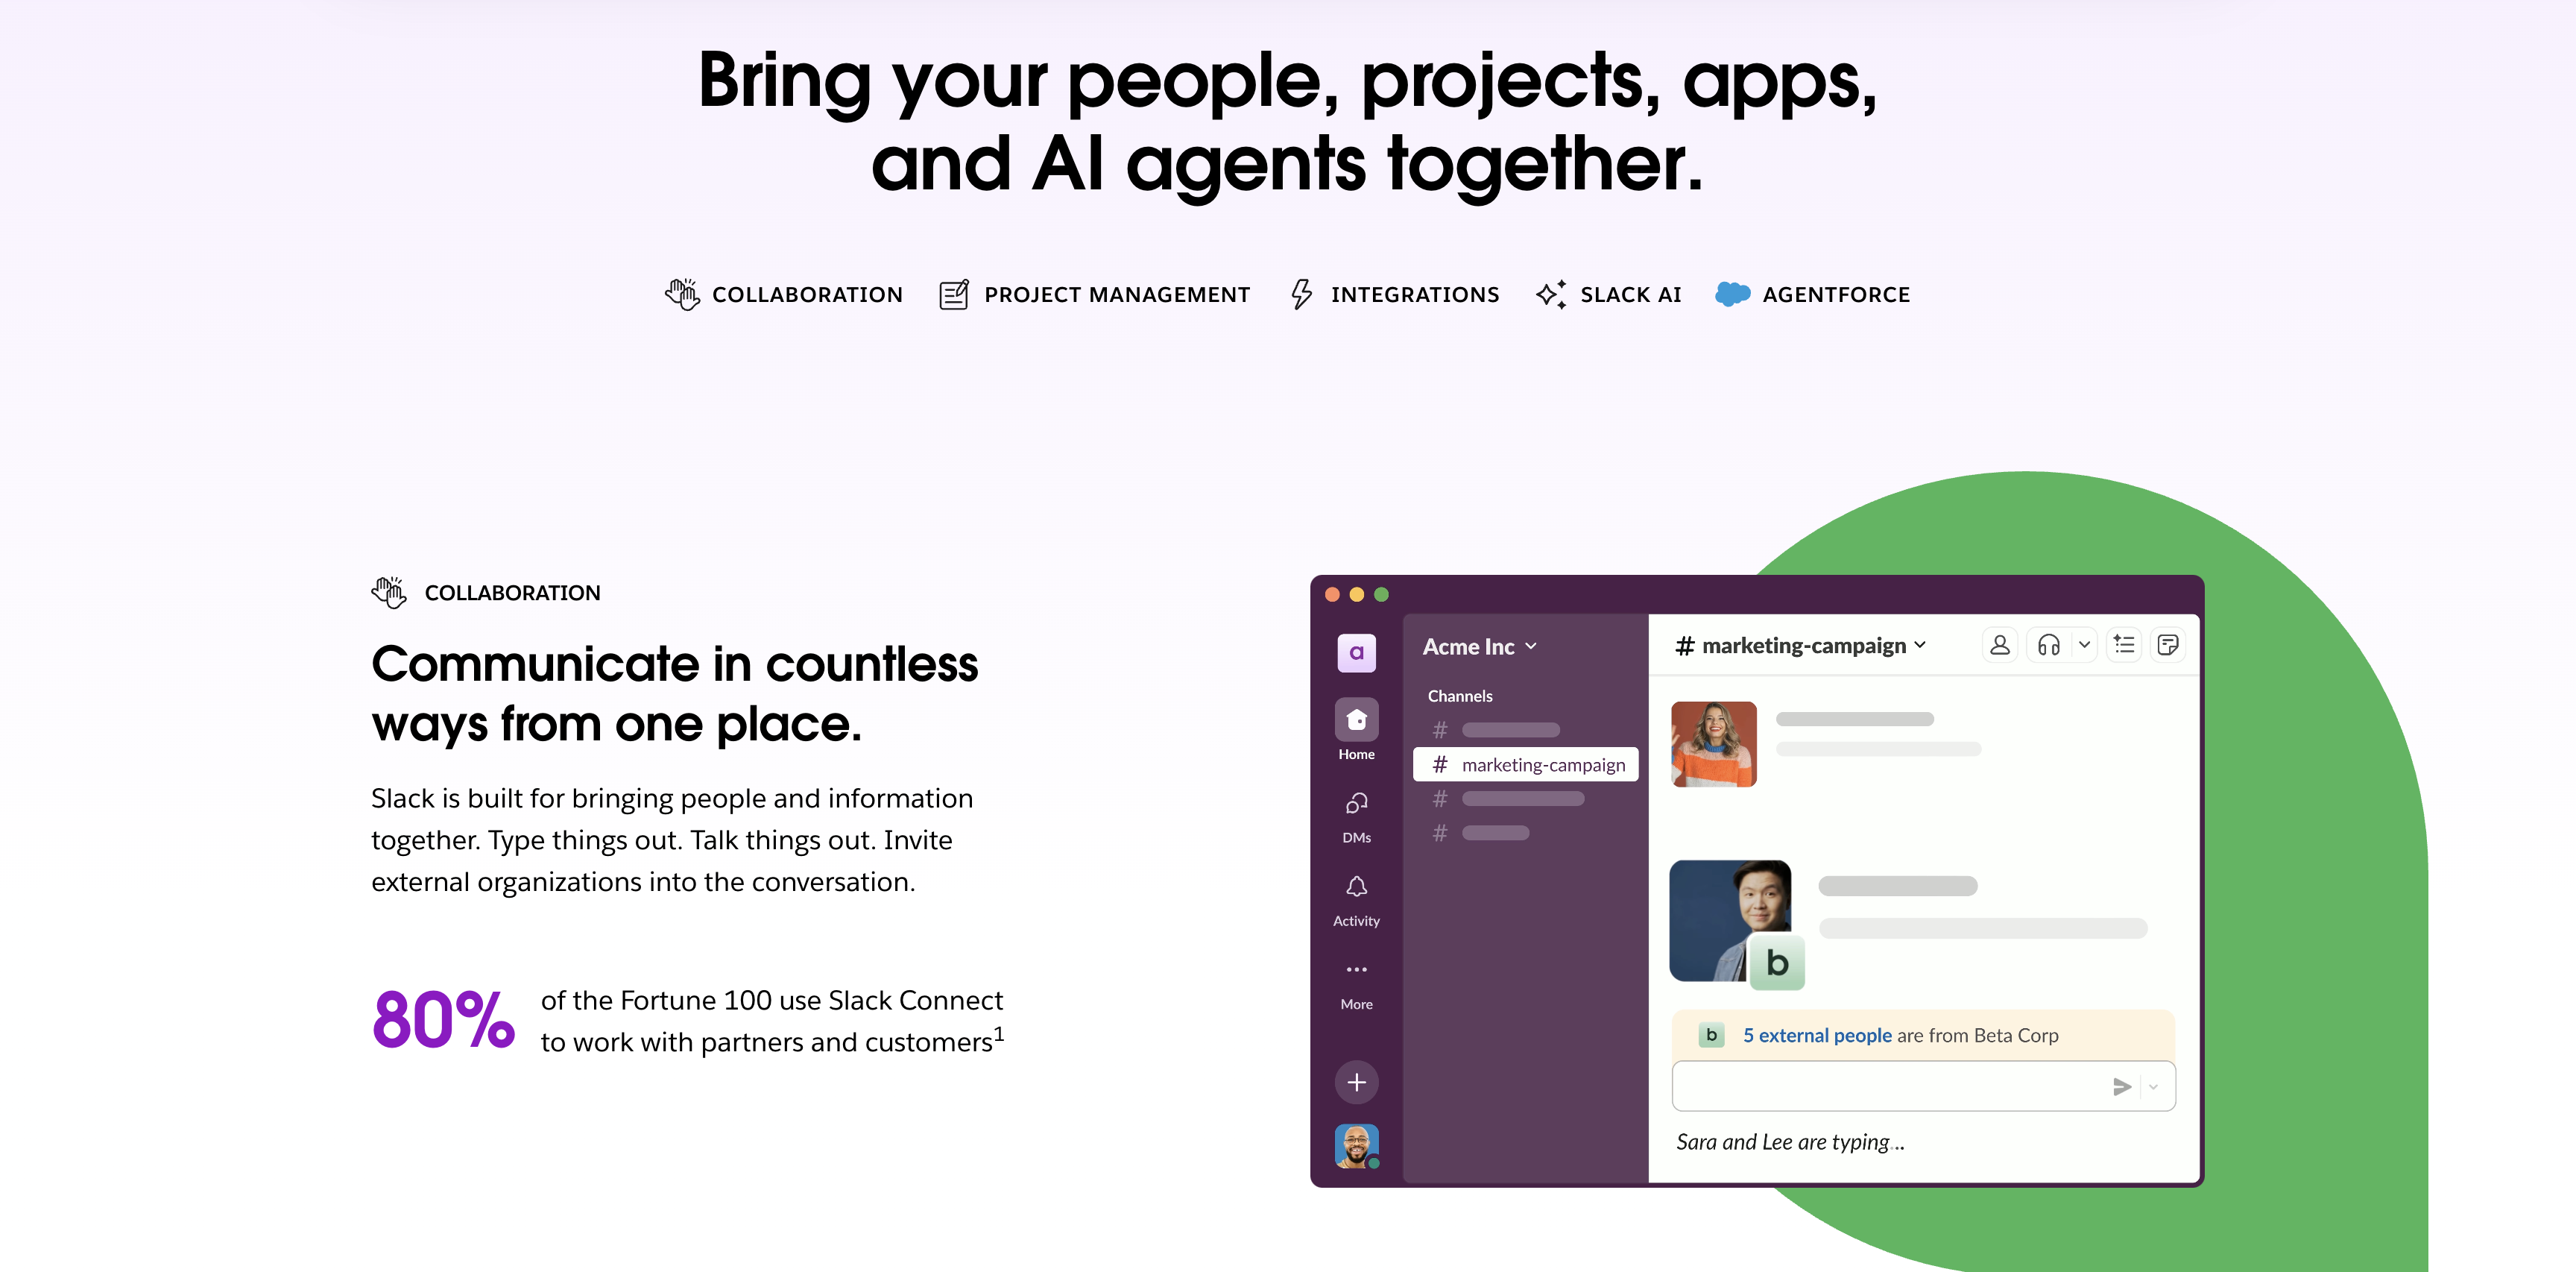 Bring your people, projects, apps,
and AI agents together.
COLLABORATION
PROJECT MANAGEMENT
INTEGRATIONS
SLACK AI
AGENTFORCE
COLLABORATION
Communicate in countless
ways from one place.
Slack is built for bringing people and information
together. Type things out. Talk things out. Invite
external organizations into the conversation.
80%
of the Fortune 100 use Slack Connect
to work with partners and customers1
a
Home
DMs
Activity
More
Acme Inc
Channels
#
# marketing-campaign
#
#
# marketing-campaign
b
b 5 external people are from Beta Corp
Sara and Lee are typing...